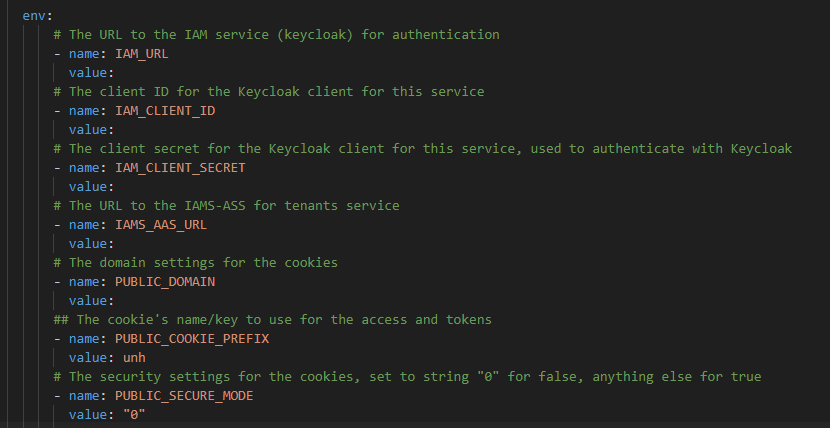 env:
# The URL to the IAM service (keycloak) for authentication
- name: IAM_URL
value:
# The client ID for the Keycloak client for this service
- name: IAM_CLIENT_ID
value:
# The client secret for the Keycloak client for this service, used to authenticate with Keycloak
- name: IAM_CLIENT_SECRET
value:
# The URL to the IAMS-ASS for tenants service
- name: IAMS_AAS_URL
value:
# The domain settings for the cookies
- name: PUBLIC_DOMAIN
value:
## The cookie's name/key to use for the access and tokens
- name: PUBLIC_COOKIE_PREFIX
value: unh
# The security settings for the cookies, set to string "0" for false, anything else for true
- name: PUBLIC_SECURE_MODE
value: "0"